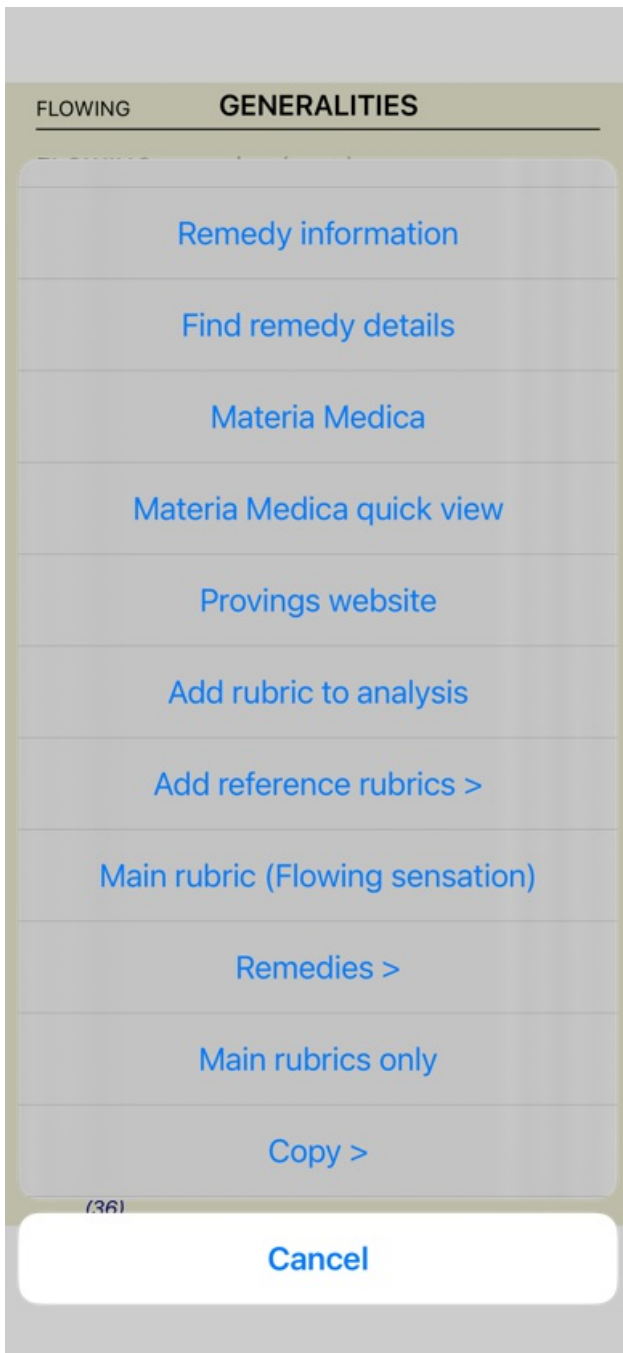 FLOWING GENERALITIES
Remedy information
Find remedy details
Materia Medica
Materia Medica quick view
Provings website
Add rubric to analysis
Add reference rubrics >
Main rubric (Flowing sensation)
Remedies >
Main rubrics only
Copy >
(36)
Cancel